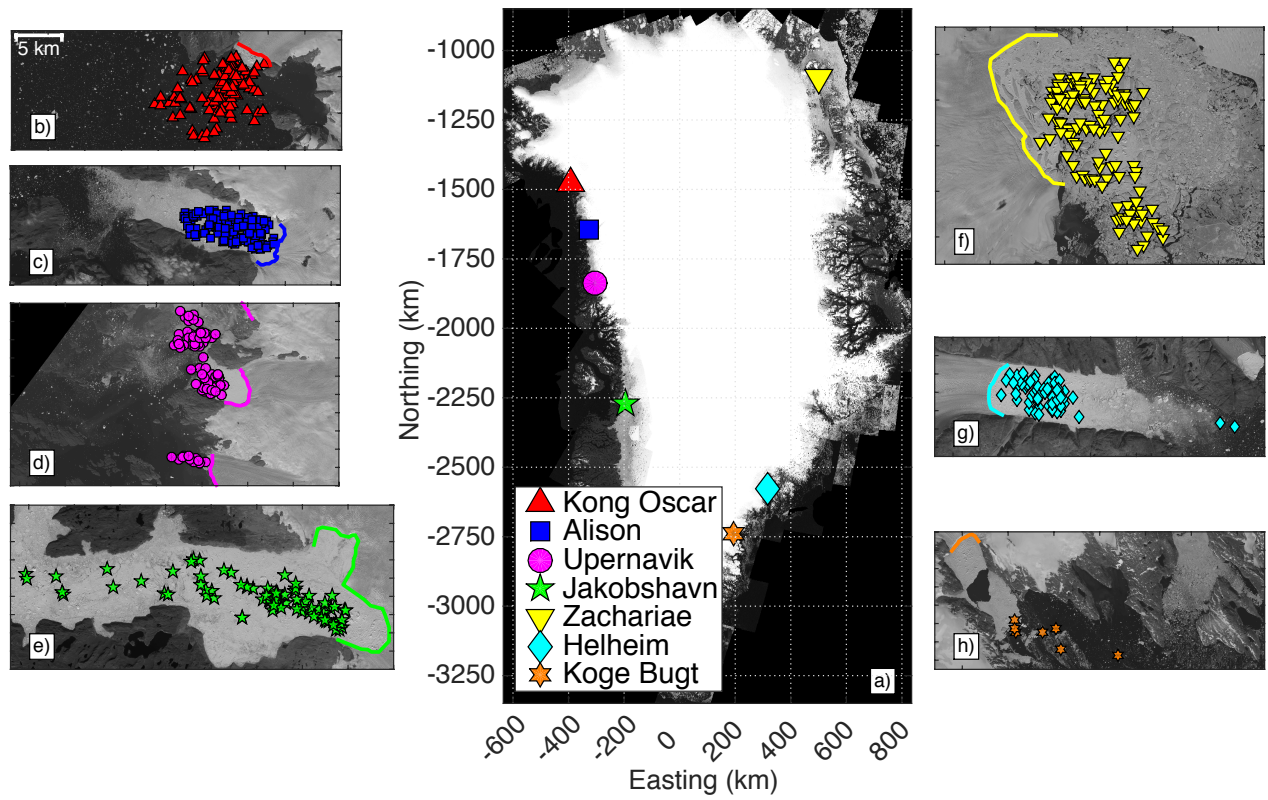 5 km
b)
c)
d)
e)
-1000
-1250
-1500
-1750
-2000
-2250
-2500
-2750
-3000
-3250
Northing (km)
Kong Oscar
Alison
Upernavik
Jakobshavn
Zachariae
Helheim
Koge Bugt
a)
-600
-400
-200
0
200
400
600
800
Easting (km)
f)
g)
h)